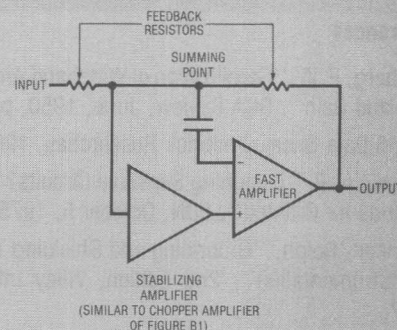 FEEDBACK
RESISTORS
SUMMING
POINT
INPUT
−
FAST
AMPLIFIER
OUTPUT
+
STABILIZING
AMPLIFIER
(SIMILAR TO CHOPPER AMPLIFIER
OF FIGURE B1)